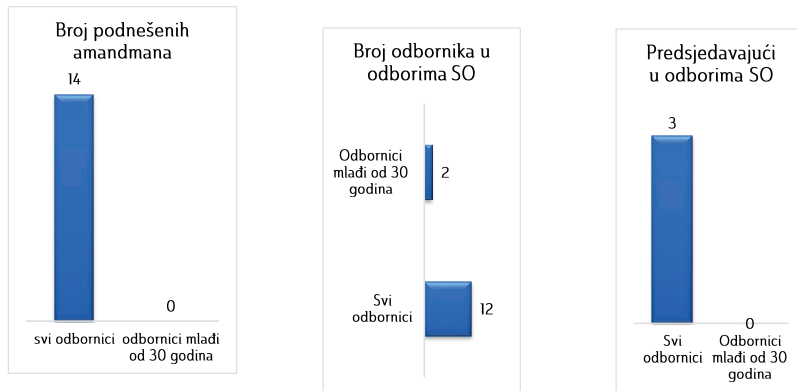 Broj podnešenih
amandmana
14
0
svi odbornici
odbornici mlađi
od 30 godina
Broj odbornika u
odborima SO
Odbornici
mlađi od 30
godina
2
Svi
odbornici
12
Predsjedavajući
u odborima SO
3
0
Svi
odbornici
Odbornici
mlađi od 30
godina